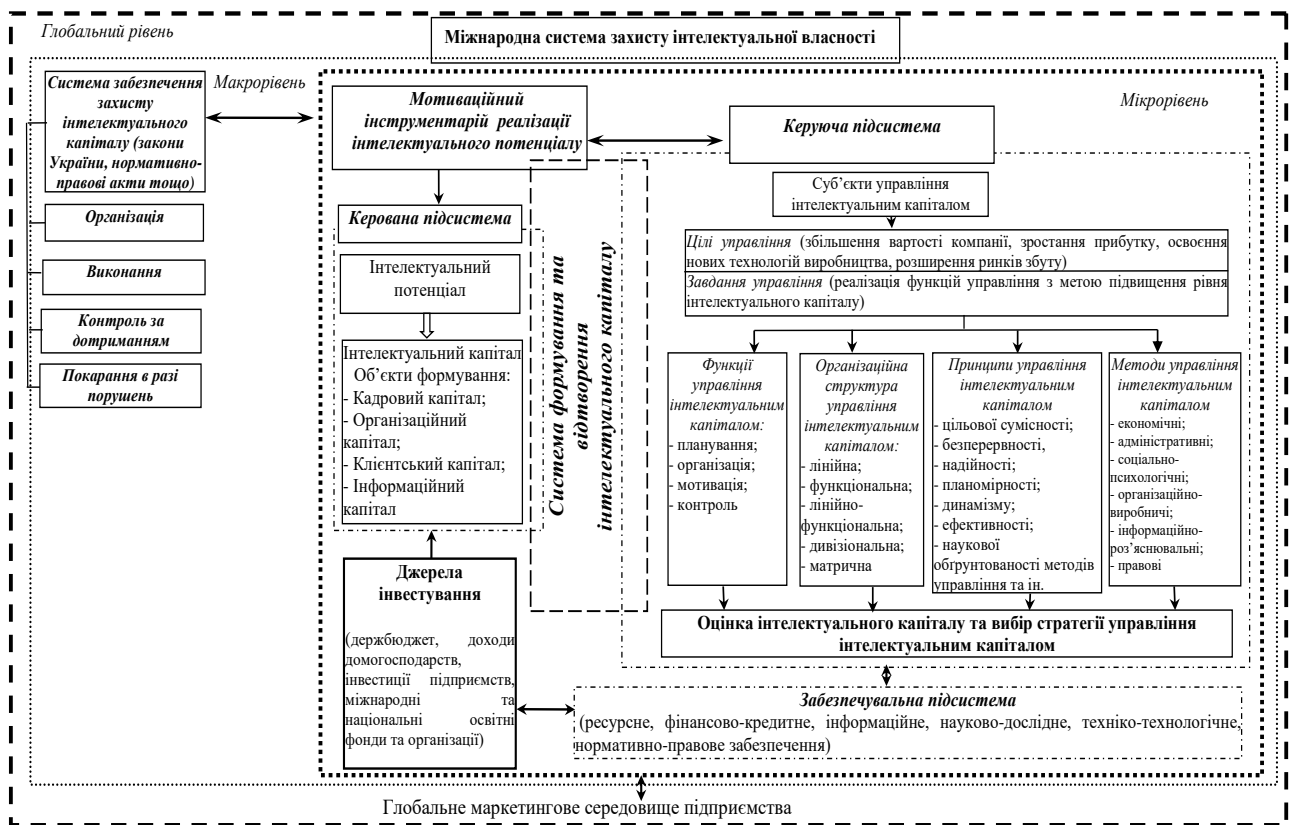 Глобальний рівень
Міжнародна система захисту інтелектуальної власності
Система забезпечення
захисту
інтелектуального
капіталу (закони
України, нормативно-
правові акти тощо)
Організація
Виконання
Контроль за
дотриманням
Покарання в разі
порушень
Макрорівень
Мікрорівень
Мотиваційний
інструментарій реалізації
інтелектуального потенціалу
Керована підсистема
Інтелектуальний
потенціал
Інтелектуальний капітал
Об’єкти формування:
- Кадровий капітал;
- Організаційний
капітал;
- Клієнтський капітал;
- Інформаційний
капітал
Джерела
інвестування
(держбюджет, доходи
домогосподарств,
інвестиції підприємств,
міжнародні та
національні освітні
фонди та організації)
Система формування та
відтворення
інтелектуального капіталу
Керуюча підсистема
Суб’єкти управління
інтелектуальним капіталом
Цілі управління (збільшення вартості компанії, зростання прибутку, освоєння
нових технологій виробництва, розширення ринків збуту)
Завдання управління (реалізація функцій управління з метою підвищення рівня
інтелектуального капіталу)
Функції
управління
інтелектуальним
капіталом:
- планування;
- організація;
- мотивація;
- контроль
Організаційна
структура
управління
інтелектуальним
капіталом:
- лінійна;
- функціональна;
- лінійно-
функціональна;
- дивізіональна;
- матрична
Принципи управління
інтелектуальним
капіталом
- цільової сумісності;
- безперервності,
- надійності;
- планомірності;
- динамізму;
- ефективності;
- наукової
обґрунтованості методів
управління та ін.
Методи управління
інтелектуальним
капіталом
- економічні;
- адміністративні;
- соціально-
психологічні;
- організаційно-
виробничі;
- інформаційно-
роз’яснювальні;
- правові
Оцінка інтелектуального капіталу та вибір стратегії управління
інтелектуальним капіталом
Забезпечувальна підсистема
(ресурсне, фінансово-кредитне, інформаційне, науково-дослідне, техніко-технологічне,
нормативно-правове забезпечення)
Глобальне маркетингове середовище підприємства